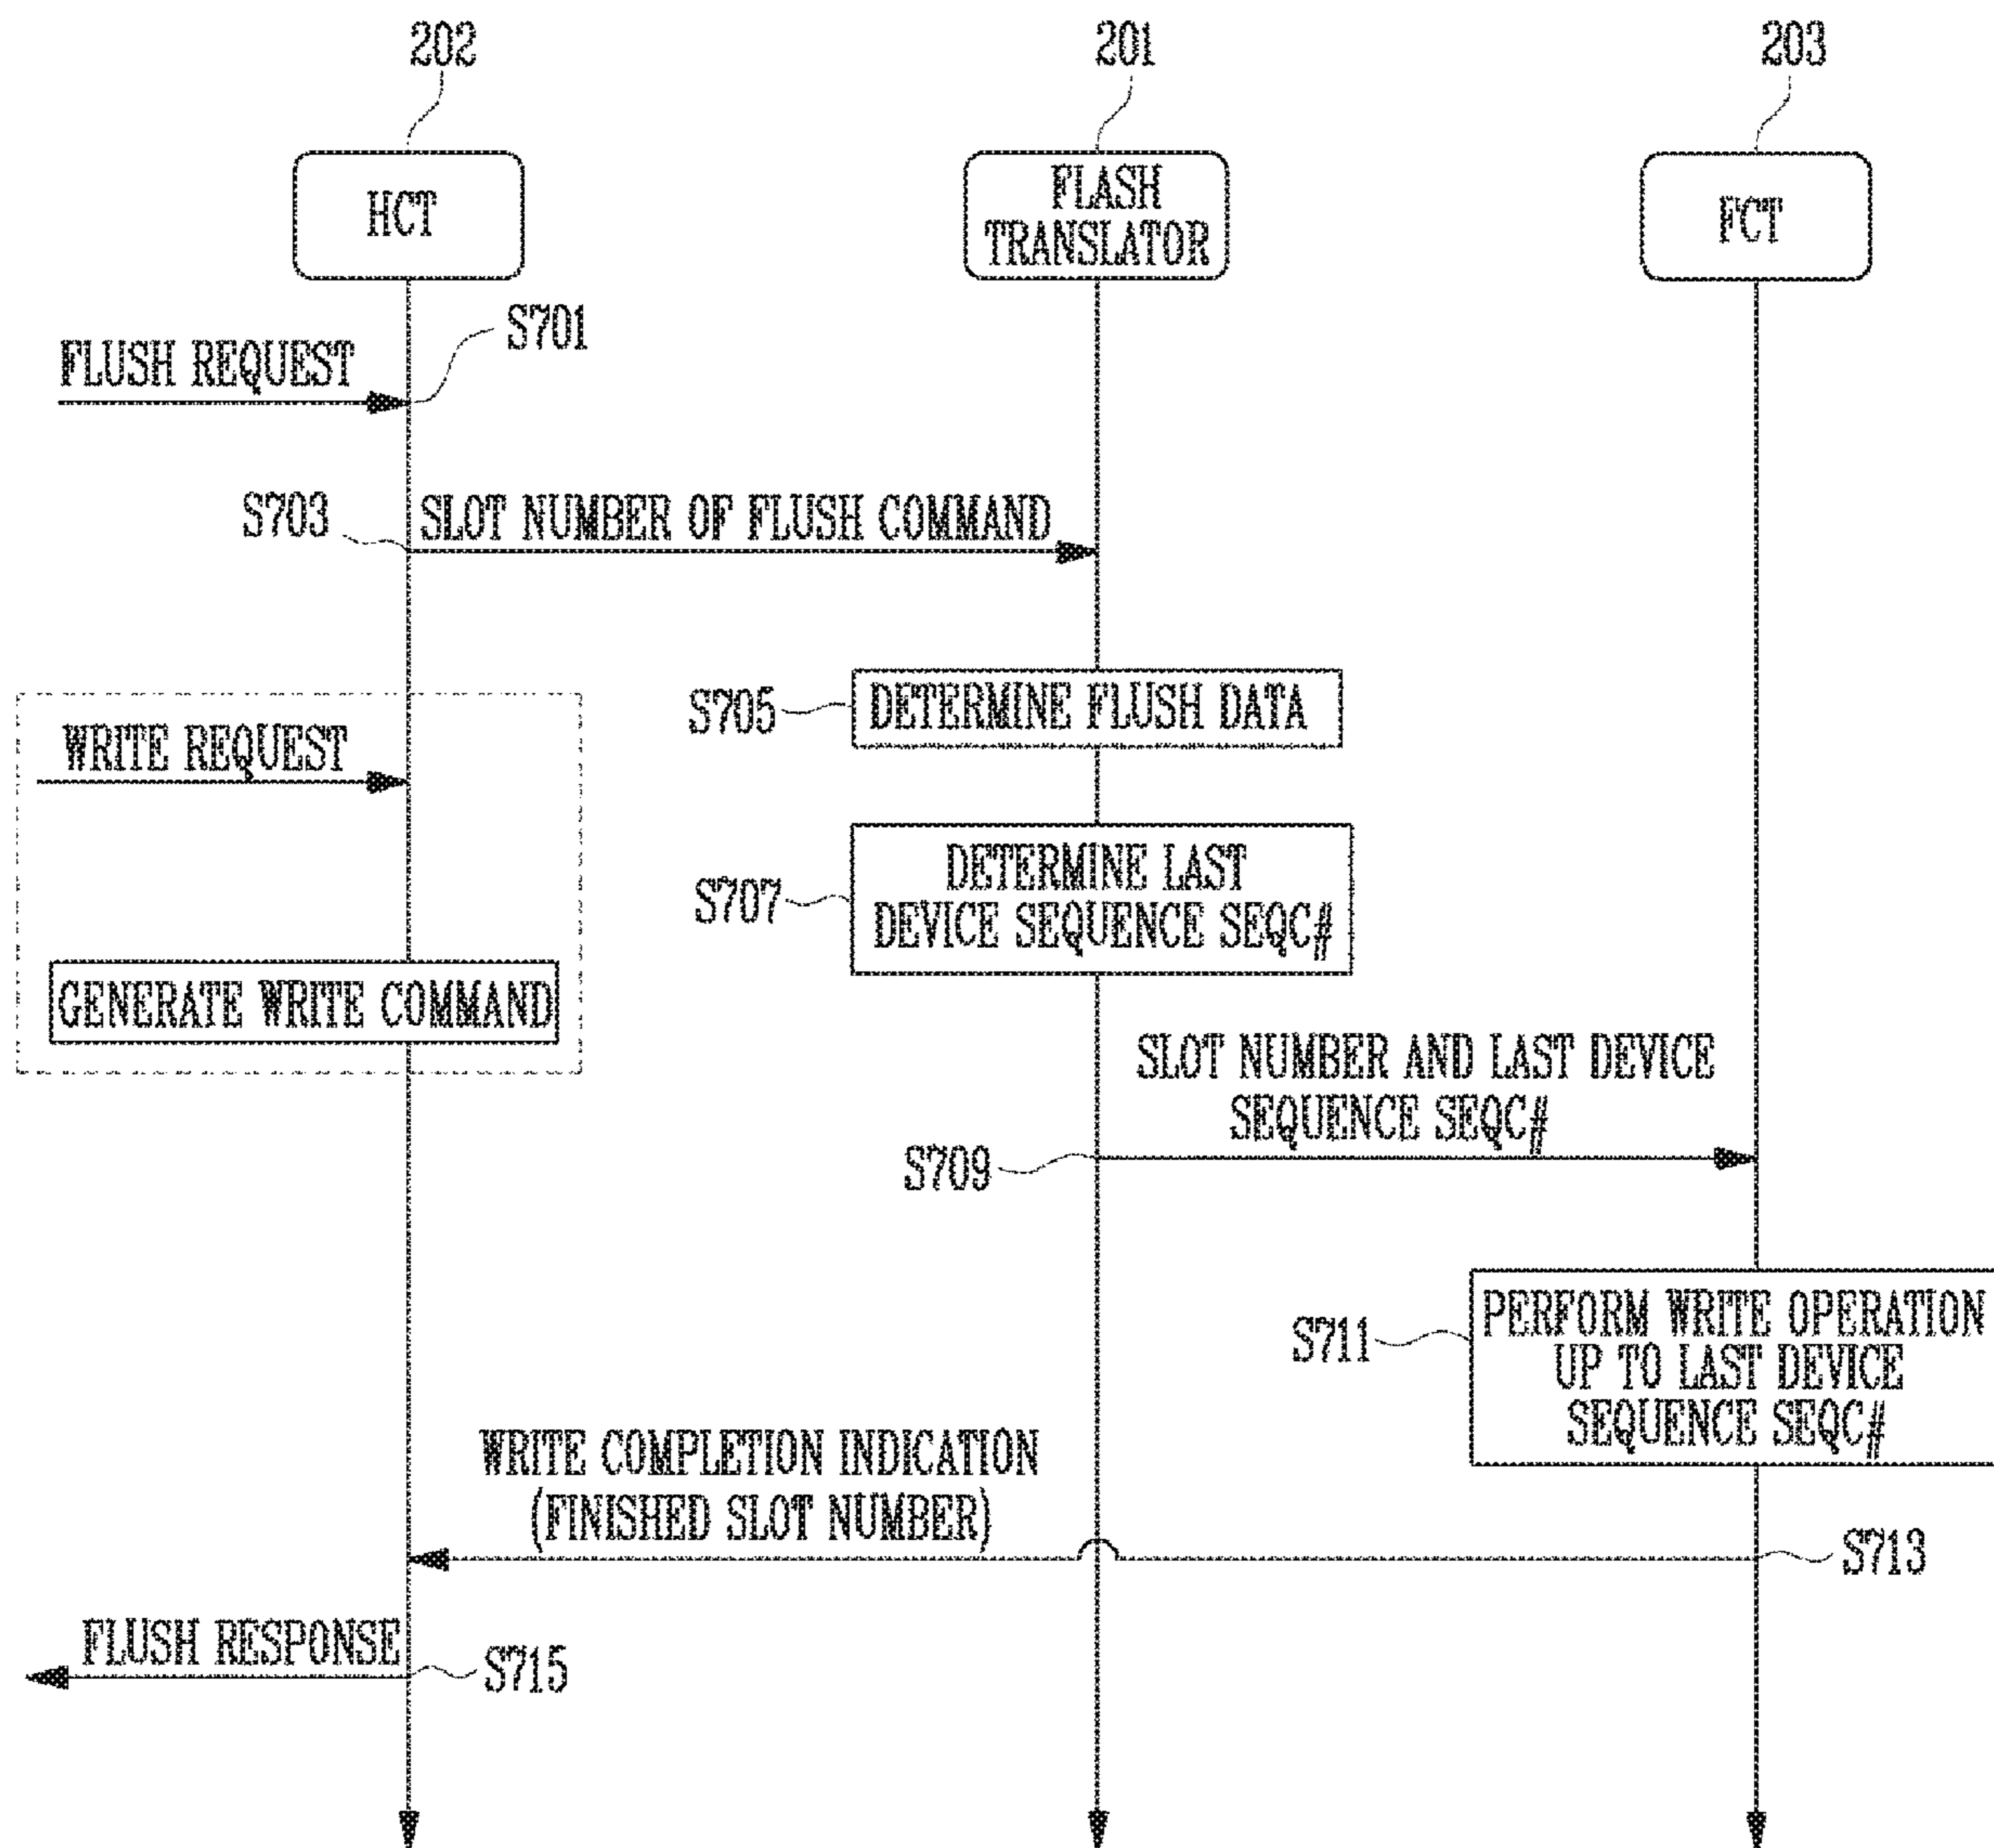 202
201
203
HCT
FLASH
TRANSLATOR
FCT
S701
FLUSH REQUEST
S703
SLOT NUMBER OF FLUSH COMMAND
S705
DETERMINE FLUSH DATA
WRITE REQUEST
S707
DETERMINE LAST
DEVICE SEQUENCE SEQC#
GENERATE WRITE COMMAND
SLOT NUMBER AND LAST DEVICE
SEQUENCE SEQC#
S709
S711
PERFORM WRITE OPERATION
UP TO LAST DEVICE
SEQUENCE SEQC#
WRITE COMPLETION INDICATION
(FINISHED SLOT NUMBER)
S713
FLUSH RESPONSE
S715